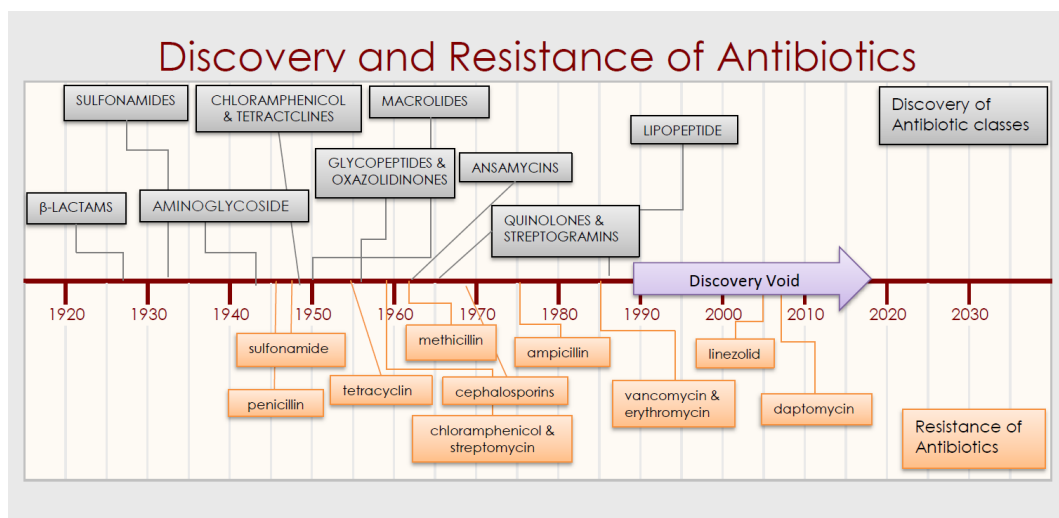 Discovery and Resistance of Antibiotics
SULFONAMIDES
CHLORAMPHENICOL
& TETRACTCLINES
MACROLIDES
Discovery of
Antibiotic classes
LIPOPEPTIDE
GLYCOPEPTIDES &
OXAZOLIDINONES
ANSAMYCINS
β-LACTAMS
AMINOGLYCOSIDE
QUINOLONES &
STREPTOGRAMINS
Discovery Void
1920 1930 1940 1950 1960 1970 1980 1990 2000 2010 2020 2030
sulfonamide
methicillin
ampicillin
linezolid
penicillin
tetracyclin
cephalosporins
vancomycin &
erythromycin
daptomycin
chloramphenicol &
streptomycin
Resistance of
Antibiotics